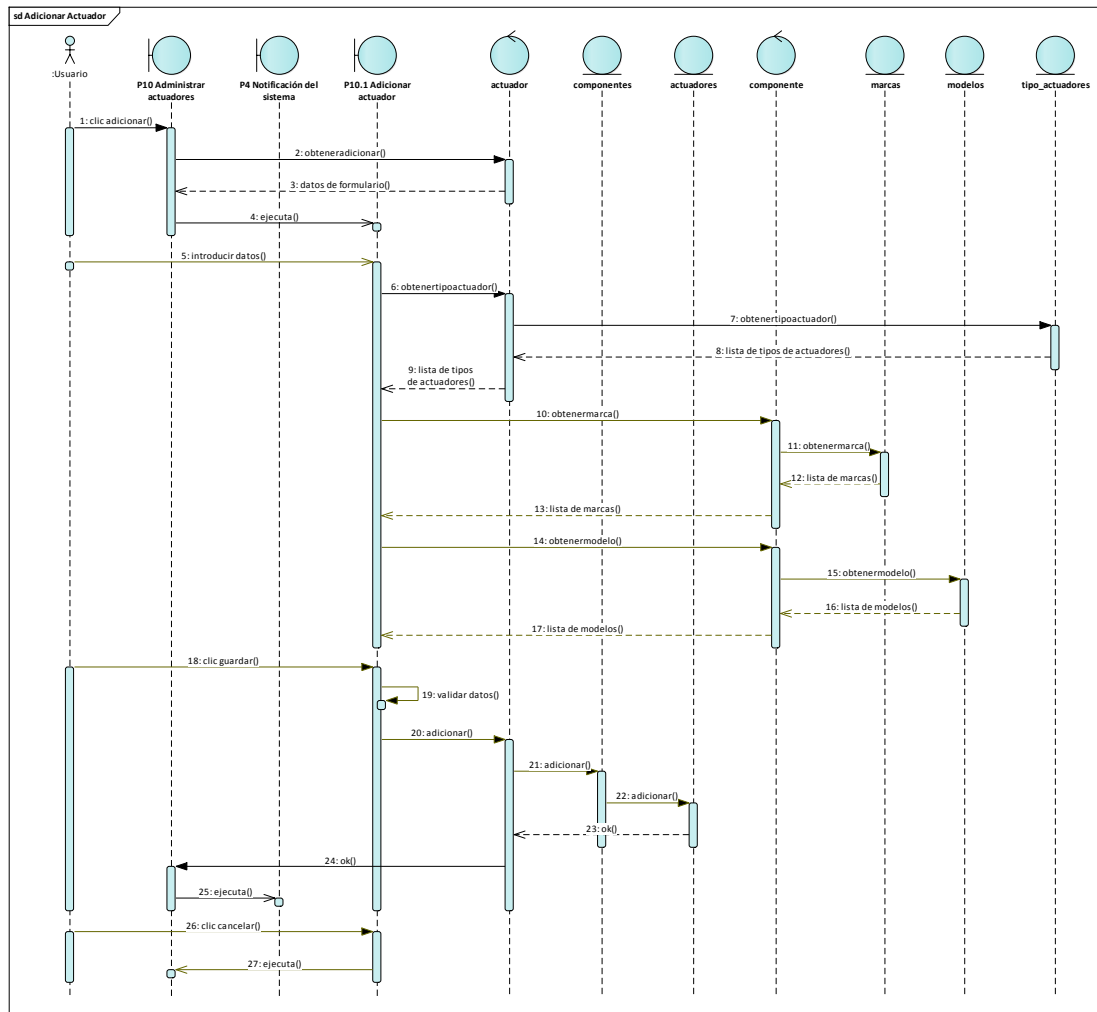 sd Adicionar Actuador
:Usuario
P10 Administrar
actuadores
P4 Notificación del
sistema
P10.1 Adicionar
actuador
actuador
componentes
actuadores
componente
marcas
modelos
tipo_actuadores
1: clic adicionar()
2: obteneradicionar()
3: datos de formulario()
4: ejecuta()
5: introducir datos()
6: obtenertipoactuador()
7: obtenertipoactuador()
8: lista de tipos de actuadores()
9: lista de tipos
de actuadores()
10: obtenermarca()
11: obtenermarca()
12: lista de marcas()
13: lista de marcas()
14: obtenermodelo()
15: obtenermodelo()
16: lista de modelos()
17: lista de modelos()
18: clic guardar()
19: validar datos()
20: adicionar()
21: adicionar()
22: adicionar()
23: ok()
24: ok()
25: ejecuta()
26: clic cancelar()
27: ejecuta()